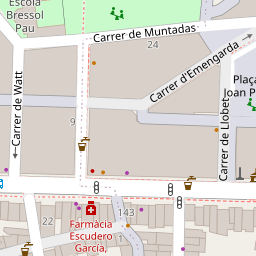 Escola
Bressol
Pau
Carrer de Muntadas
24
Carrer d'Emengarda
Plaça
Joan P
Carrer de Watt
Carrer de Llobet
9
143
Farmàcia
Escudero
García,